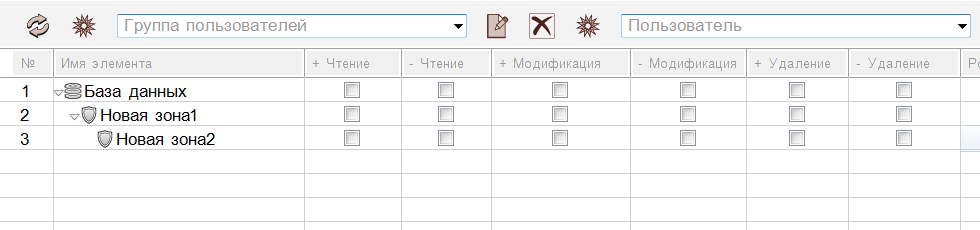 Группа пользователей Пользователь
№ Имя элемента + Чтение - Чтение + Модификация - Модификация + Удаление - Удаление
1 База данных
2 Новая зона1
3 Новая зона2